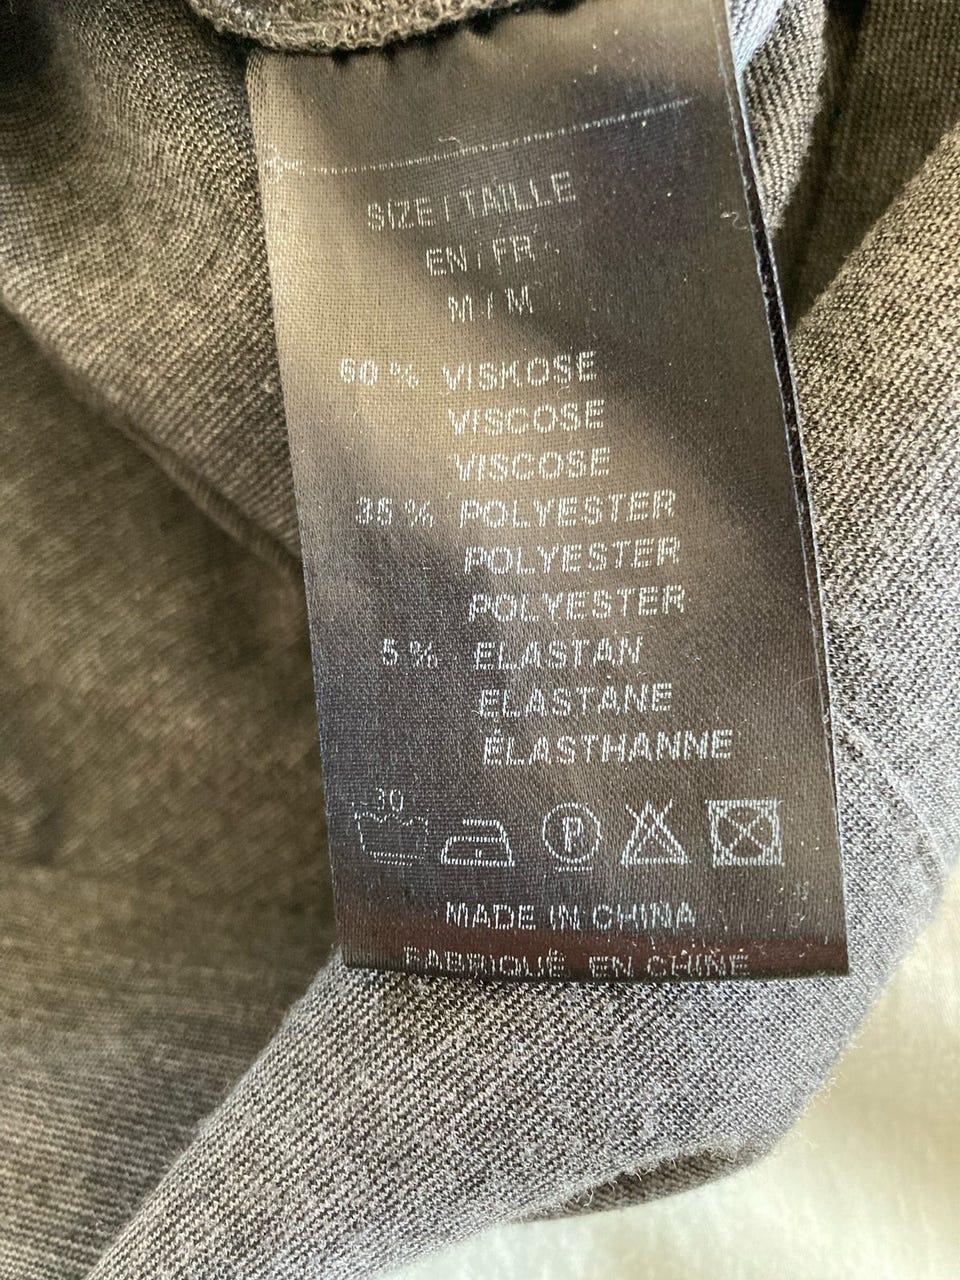 SIZE / TAILLE
EN / FR
M / M
60 % VISKOSE
VISCOSE
VISCOSE
35 % POLYESTER
POLYESTER
POLYESTER
5 % ELASTAN
ELASTANE
ÉLASTHANNE
30
P
MADE IN CHINA
FABRIQUÉ EN CHINE